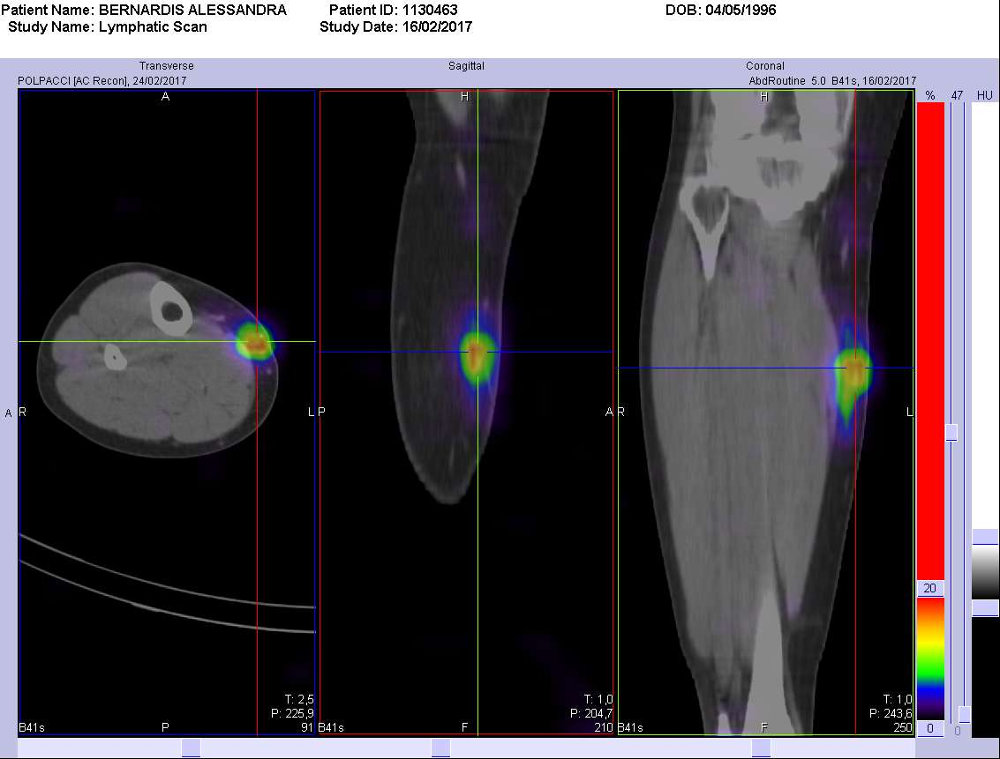 Patient Name: BERNARDIS ALESSANDRA Patient ID: 1130463 DOB: 04/05/1996
Study Name: Lymphatic Scan Study Date: 16/02/2017
Transverse Sagittal Coronal
POLPACCI [AC Recon], 24/02/2017 AbdRoutine 5.0 B41s, 16/02/2017
A H H % 47 HU
A R L P A R L
20
T: 2,5 T: 1,0 T: 1,0
P: 225,9 P: 204,7 P: 243,6
B41s P 91 B41s F 210 B41s F 250 0 0